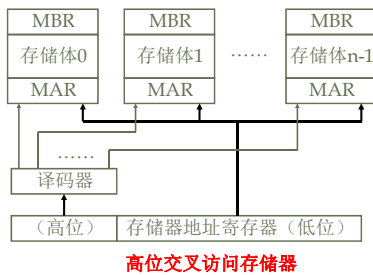 MBR MBR MBR
存储体0 存储体1 …… 存储体n-1
MAR MAR MAR
……
译码器
（高位） 存储器地址寄存器（低位）
高位交叉访问存储器